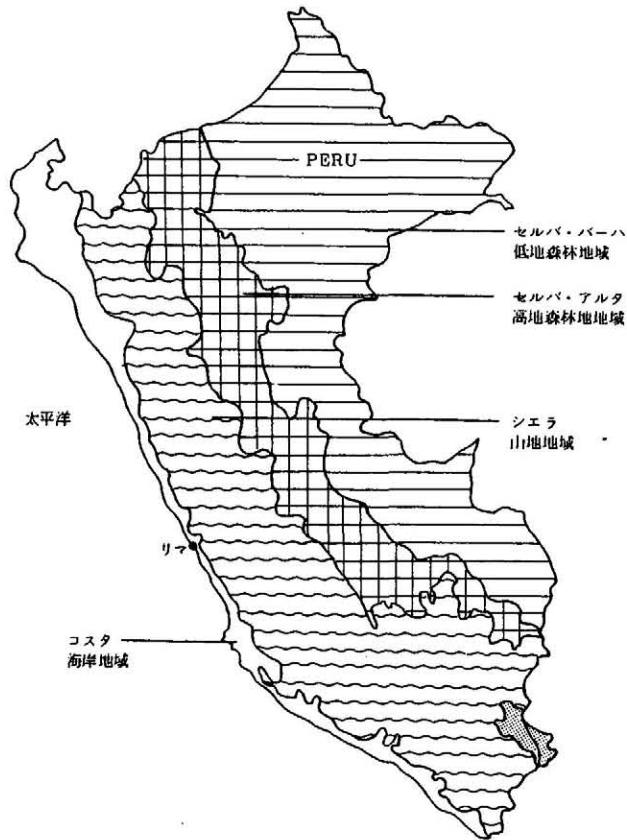 PERU
セルバ・バーハ
低地森林地域
セルバ・アルタ
高地森林地地域
太平洋
シエラ
山地地域
リマ
コスタ
海岸地域